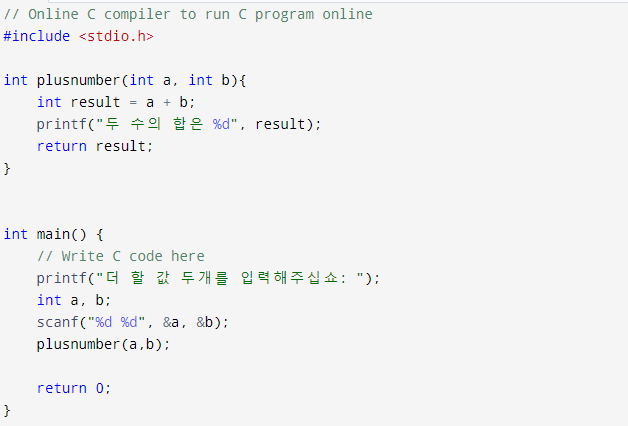 // Online C compiler to run C program online
#include <stdio.h>
int plusnumber(int a, int b){
int result = a + b;
printf("두 수의 합은 %d", result);
return result;
}
int main() {
// Write C code here
printf("더 할 값 두개를 입력해주십쇼: ");
int a, b;
scanf("%d %d", &a, &b);
plusnumber(a,b);
return 0;
}